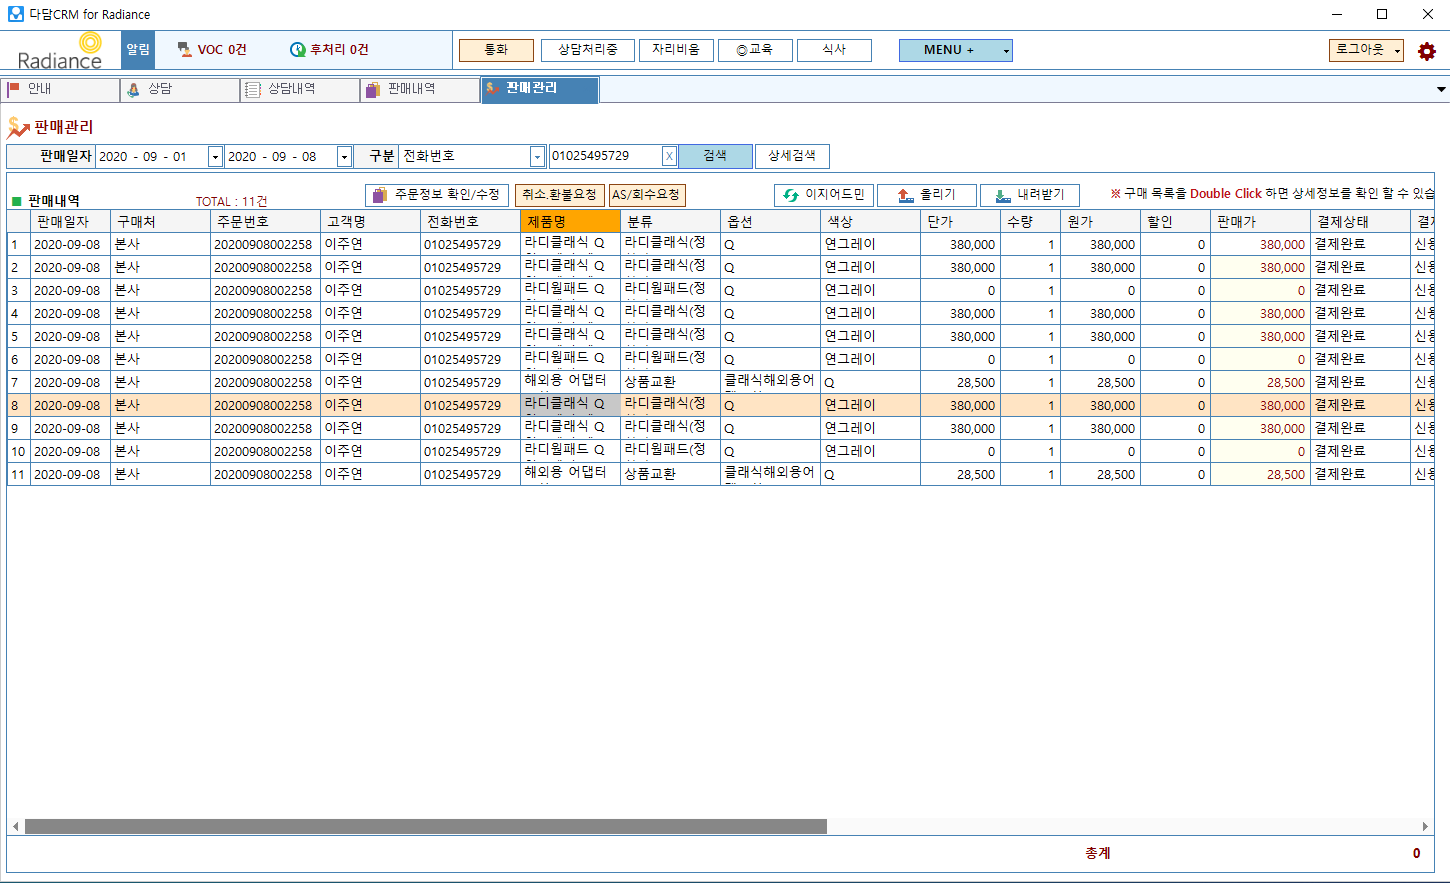 다담CRM for Radiance
Radiance 알림 VOC 0건 후처리 0건 통화 상담처리중 자리비움 ◎교육 식사 MENU + 로그아웃
안내 상담 상담내역 판매내역 판매관리
판매관리
판매일자 2020 - 09 - 01 2020 - 09 - 08 구분 전화번호 01025495729 X 검색 상세검색
판매내역 TOTAL : 11건 주문정보 확인/수정 취소.환불요청 AS/회수요청 이지어드민 올리기 내려받기 ※ 구매 목록을 Double Click 하면 상세정보를 확인 할 수 있습
판매일자 구매처 주문번호 고객명 전화번호 제품명 분류 옵션 색상 단가 수량 원가 할인 판매가 결제상태 결제
1 2020-09-08 본사 20200908002258 이주연 01025495729 라디클래식 Q 라디클래식(정 Q 연그레이 380,000 1 380,000 0 380,000 결제완료 신용
2 2020-09-08 본사 20200908002258 이주연 01025495729 라디클래식 Q 라디클래식(정 Q 연그레이 380,000 1 380,000 0 380,000 결제완료 신용
3 2020-09-08 본사 20200908002258 이주연 01025495729 라디웜패드 Q 라디웜패드(정 Q 연그레이 0 1 0 0 0 결제완료 신용
4 2020-09-08 본사 20200908002258 이주연 01025495729 라디클래식 Q 라디클래식(정 Q 연그레이 380,000 1 380,000 0 380,000 결제완료 신용
5 2020-09-08 본사 20200908002258 이주연 01025495729 라디클래식 Q 라디클래식(정 Q 연그레이 380,000 1 380,000 0 380,000 결제완료 신용
6 2020-09-08 본사 20200908002258 이주연 01025495729 라디웜패드 Q 라디웜패드(정 Q 연그레이 0 1 0 0 0 결제완료 신용
7 2020-09-08 본사 20200908002258 이주연 01025495729 해외용 어댑터 상품교환 클래식해외용어 Q 28,500 1 28,500 0 28,500 결제완료 신용
8 2020-09-08 본사 20200908002258 이주연 01025495729 라디클래식 Q 라디클래식(정 Q 연그레이 380,000 1 380,000 0 380,000 결제완료 신용
9 2020-09-08 본사 20200908002258 이주연 01025495729 라디클래식 Q 라디클래식(정 Q 연그레이 380,000 1 380,000 0 380,000 결제완료 신용
10 2020-09-08 본사 20200908002258 이주연 01025495729 라디웜패드 Q 라디웜패드(정 Q 연그레이 0 1 0 0 0 결제완료 신용
11 2020-09-08 본사 20200908002258 이주연 01025495729 해외용 어댑터 상품교환 클래식해외용어 Q 28,500 1 28,500 0 28,500 결제완료 신용
총계 0